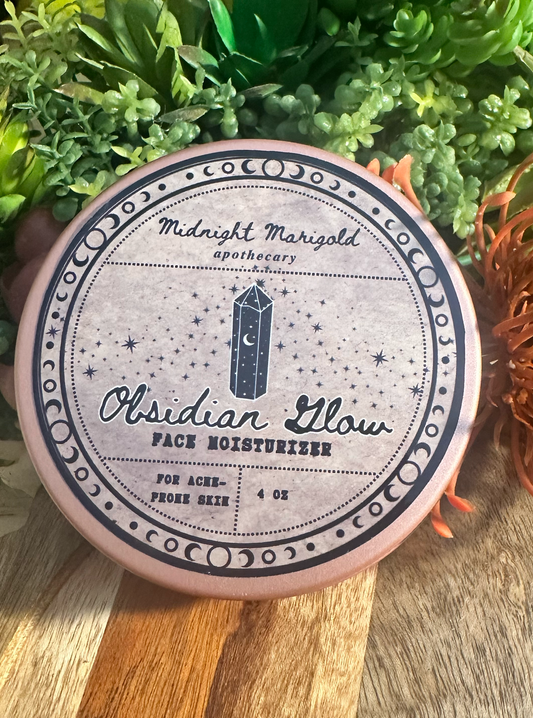 Midnight Marigold
apothecary
Obsidian Glow
FACE MOISTURIZER
FOR ACNE-
PRONE SKIN
4 OZ